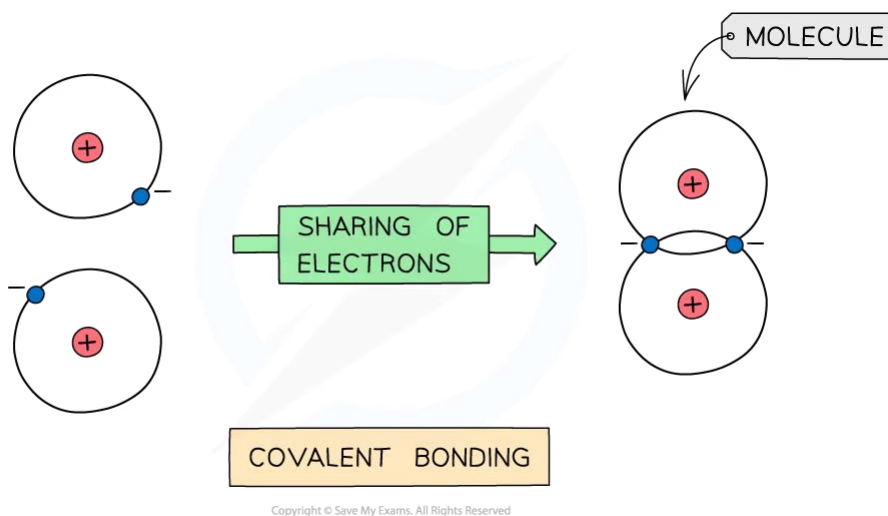 MOLECULE
SHARING OF
ELECTRONS
COVALENT BONDING
Copyright © Save My Exams. All Rights Reserved